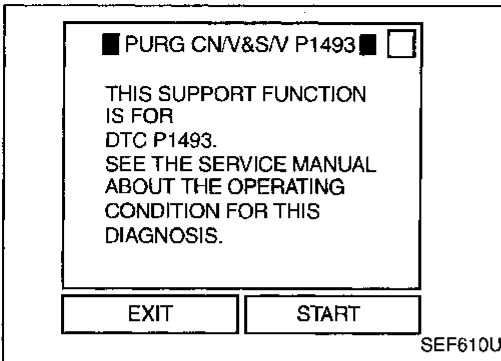 PURG CN/V&S/V P1493
THIS SUPPORT FUNCTION
IS FOR
DTC P1493.
SEE THE SERVICE MANUAL
ABOUT THE OPERATING
CONDITION FOR THIS
DIAGNOSIS.
EXIT START
SEF610U